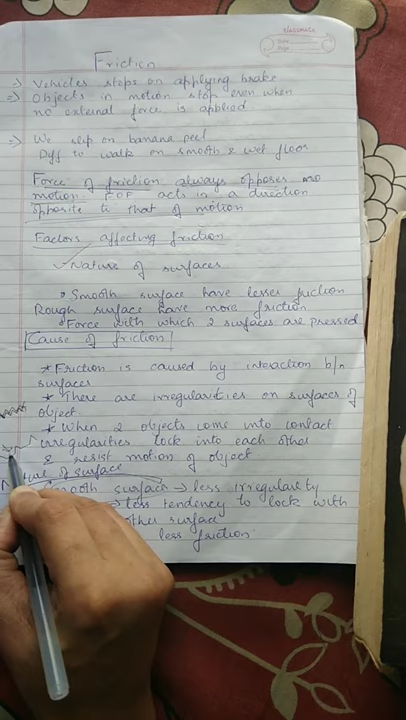 classmate
Date
Page
Friction
→ Vehicles stops on applying brake
⇒ Objects in motion stop even when
no external force is applied.
⇒ We slip on banana peel
Diff to walk on smooth & wet floor
Force of friction always opposes
motion FOF acts in a direction
opposite to that of motion
Factors affecting friction
✓ Nature of surfaces
• Smooth surface have lesser friction
Rough surface have more friction
• Force with which 2 surfaces are pressed
Cause of friction
* Friction is caused by interaction b/n
surfaces
* There are irregularities on surfaces of
object
* When 2 objects come into contact
irregularities lock into each other
& resist motion of object
of surface
Smooth surface → less irregularity
→ less tendency to lock with
other
less friction